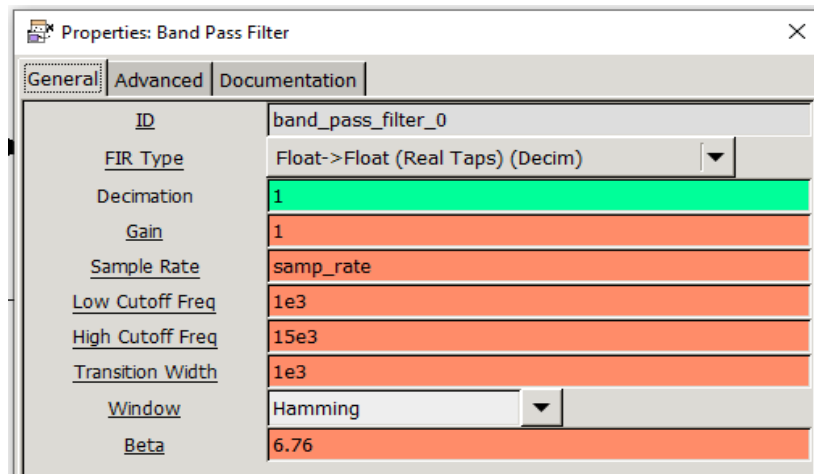 Properties: Band Pass Filter
General Advanced Documentation
ID band_pass_filter_0
FIR Type Float->Float (Real Taps) (Decim)
Decimation 1
Gain 1
Sample Rate samp_rate
Low Cutoff Freq 1e3
High Cutoff Freq 15e3
Transition Width 1e3
Window Hamming
Beta 6.76